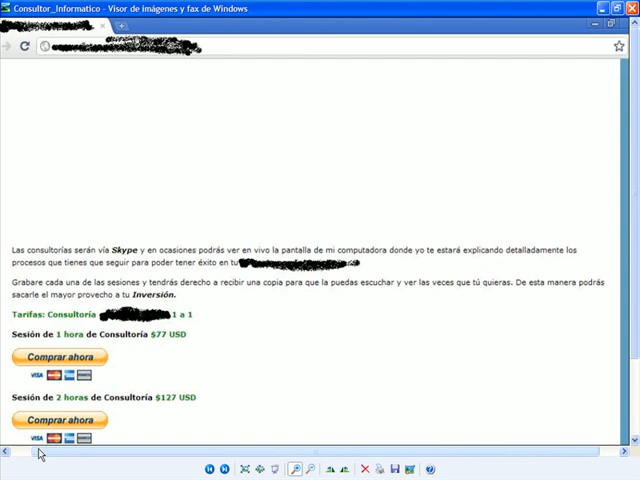 Consultor_Informatico - Visor de imágenes y fax de Windows
Las consultorías serán vía Skype y en ocasiones podrás ver en vivo la pantalla de mi computadora donde yo te estará explicando detalladamente los
procesos que tienes que seguir para poder tener éxito en tu
Grabare cada una de las sesiones y tendrás derecho a recibir una copia para que la puedas escuchar y ver las veces que tú quieras. De esta manera podrás
sacarle el mayor provecho a tu Inversión.
Tarifas: Consultoría 1 a 1
Sesión de 1 hora de Consultoría $77 USD
Comprar ahora
VISA
Sesión de 2 horas de Consultoría $127 USD
Comprar ahora
VISA